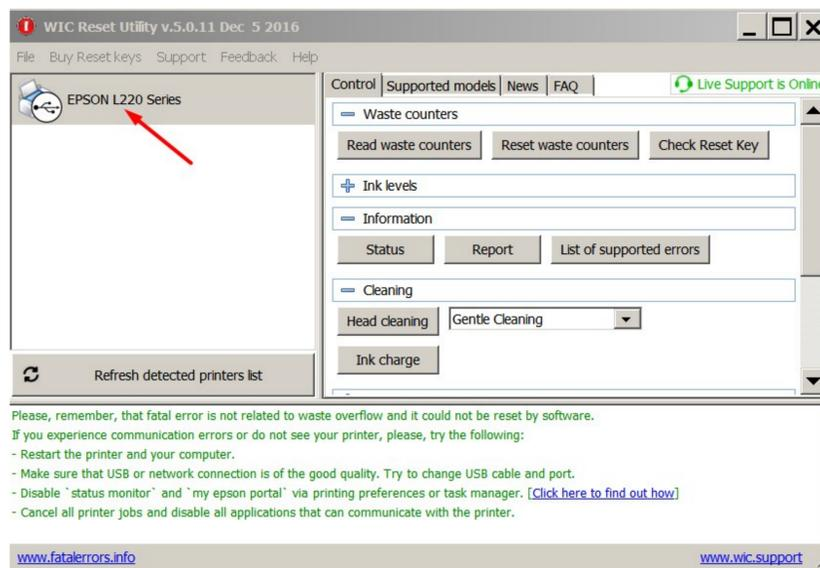 WIC Reset Utility v.5.0.11 Dec 5 2016
File Buy Reset keys Support Feedback Help
EPSON L220 Series
Refresh detected printers list
Control Supported models News FAQ Live Support is Online
Waste counters
Read waste counters Reset waste counters Check Reset Key
Ink levels
Information
Status Report List of supported errors
Cleaning
Head cleaning Gentle Cleaning
Ink charge
Please, remember, that fatal error is not related to waste overflow and it could not be reset by software.
If you experience communication errors or do not see your printer, please, try the following:
- Restart the printer and your computer.
- Make sure that USB or network connection is of the good quality. Try to change USB cable and port.
- Disable `status monitor` and `my epson portal` via printing preferences or task manager. [Click here to find out how]
- Cancel all printer jobs and disable all applications that can communicate with the printer.
www.fatalerrors.info www.wic.support